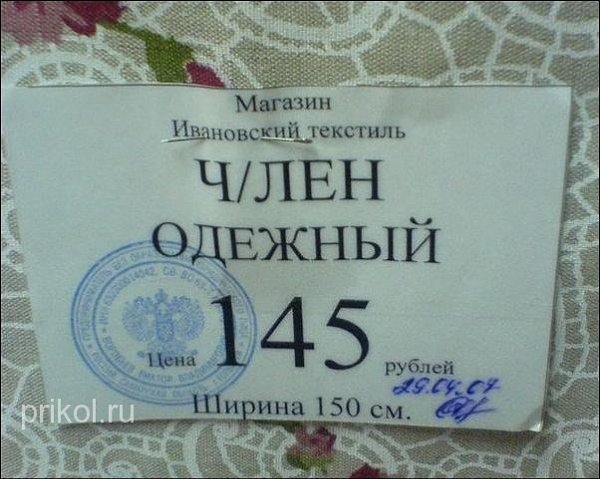 Магазин
Ивановский текстиль
Ч/ЛЕН
ОДЕЖНЫЙ
Цена 145 рублей
29.04.07
Ширина 150 см.
prikol.ru